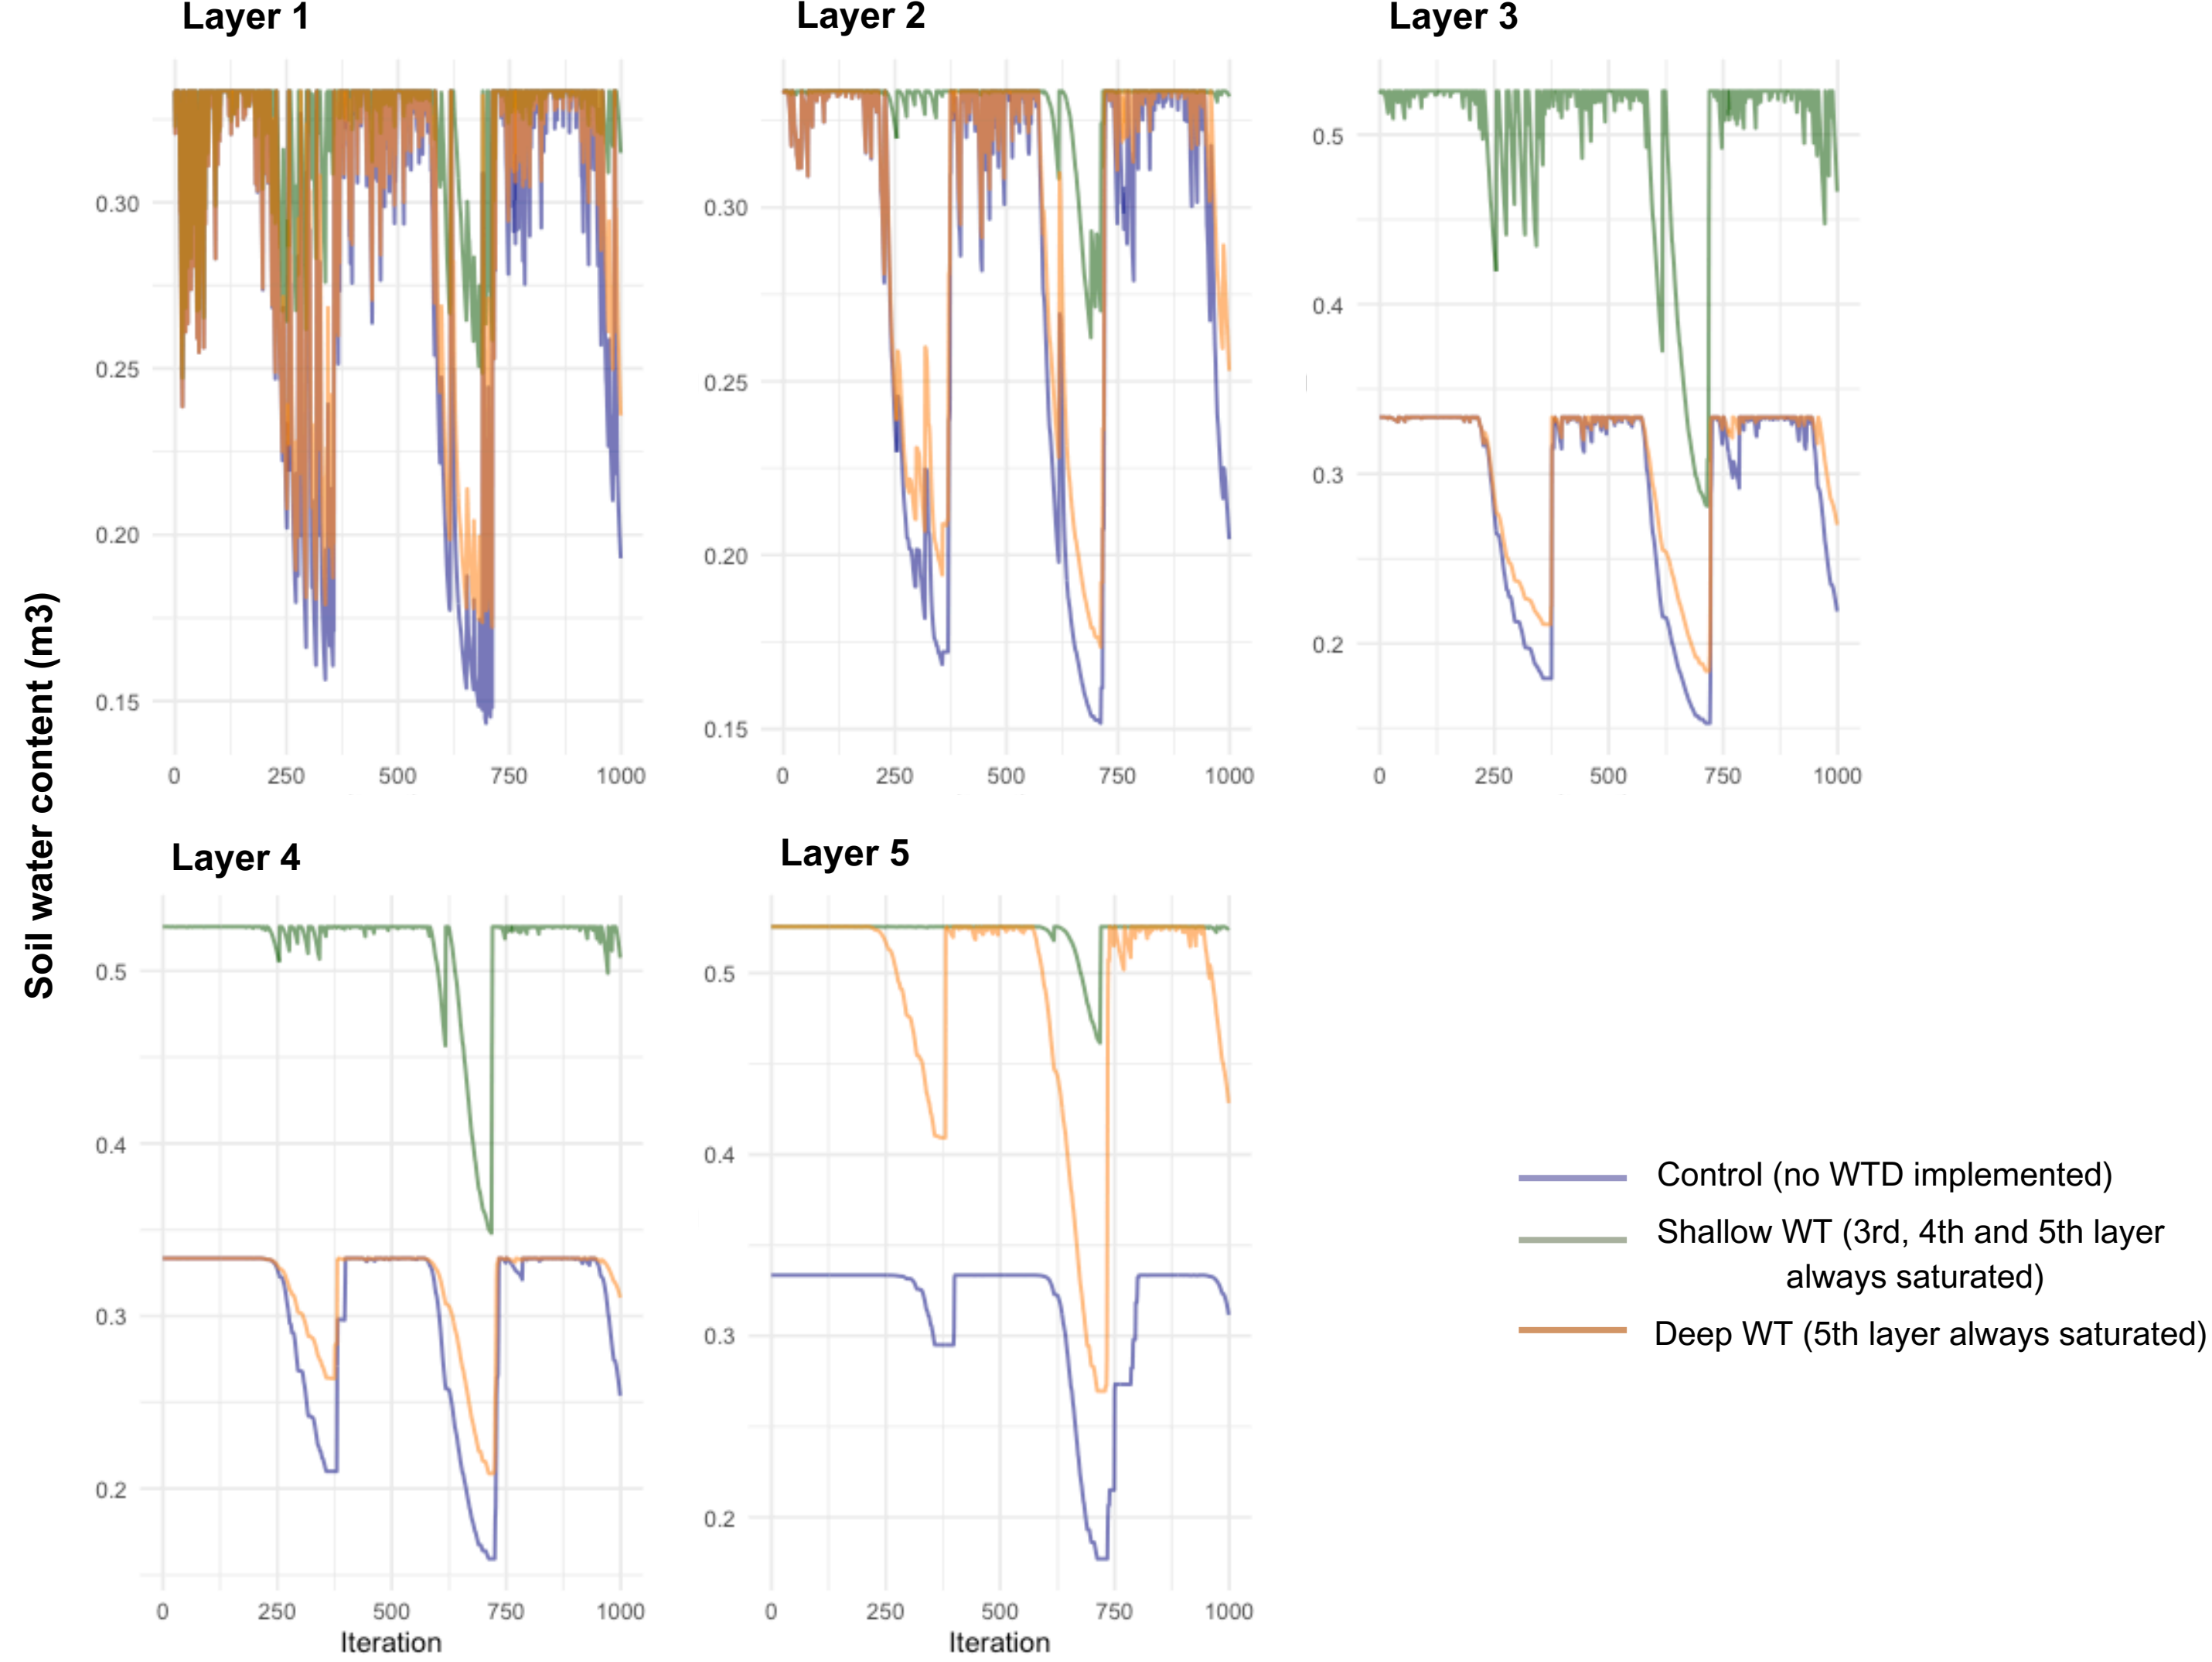 Layer 1
Layer 2
Layer 3
0.30
0.25
0.20
0.15
0 250 500 750 1000
0.30
0.25
0.20
0.15
0 250 500 750 1000
0.5
0.4
0.3
0.2
0 250 500 750 1000
Soil water content (m3)
Layer 4
Layer 5
0.5
0.4
0.3
0.2
0 250 500 750 1000
Iteration
0.5
0.4
0.3
0.2
0 250 500 750 1000
Iteration
Control (no WTD implemented)
Shallow WT (3rd, 4th and 5th layer
always saturated)
Deep WT (5th layer always saturated)